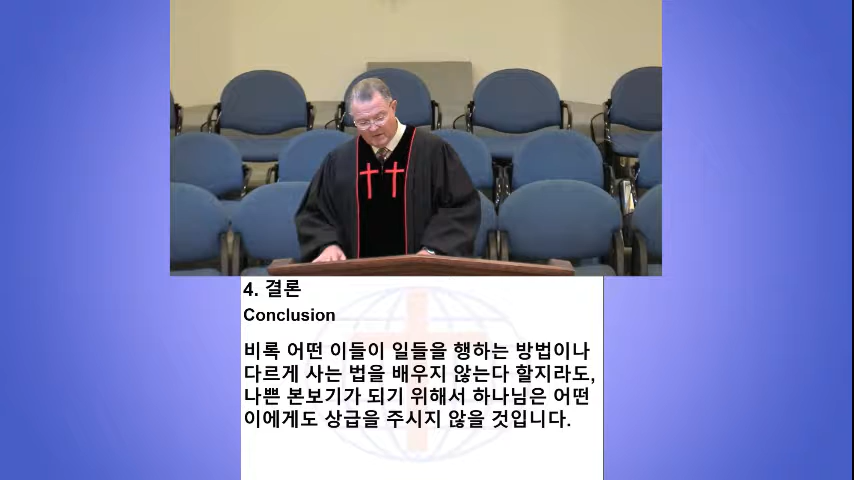 4. 결론
Conclusion
비록 어떤 이들이 일들을 행하는 방법이나
다르게 사는 법을 배우지 않는다 할지라도,
나쁜 본보기가 되기 위해서 하나님은 어떤
이에게도 상급을 주시지 않을 것입니다.